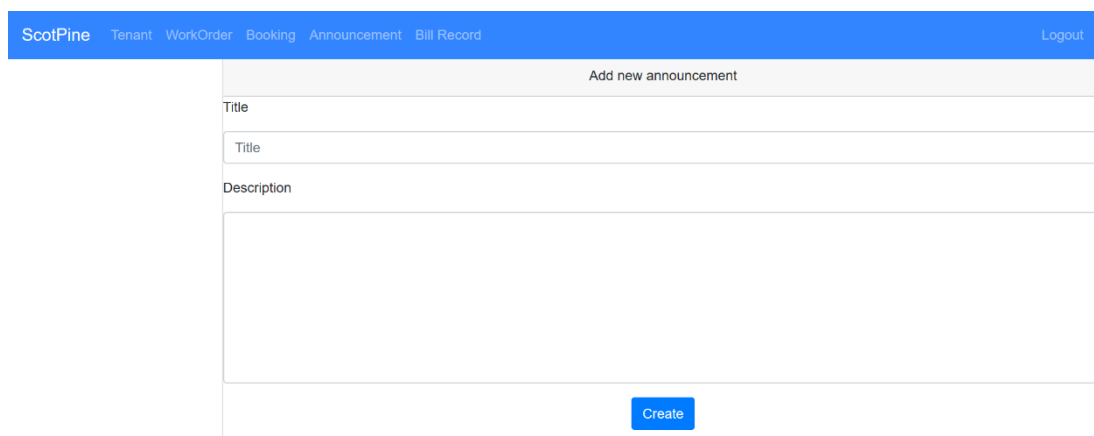 ScotPine Tenant WorkOrder Booking Announcement Bill Record Logout
Add new announcement
Title
Title
Description
Create